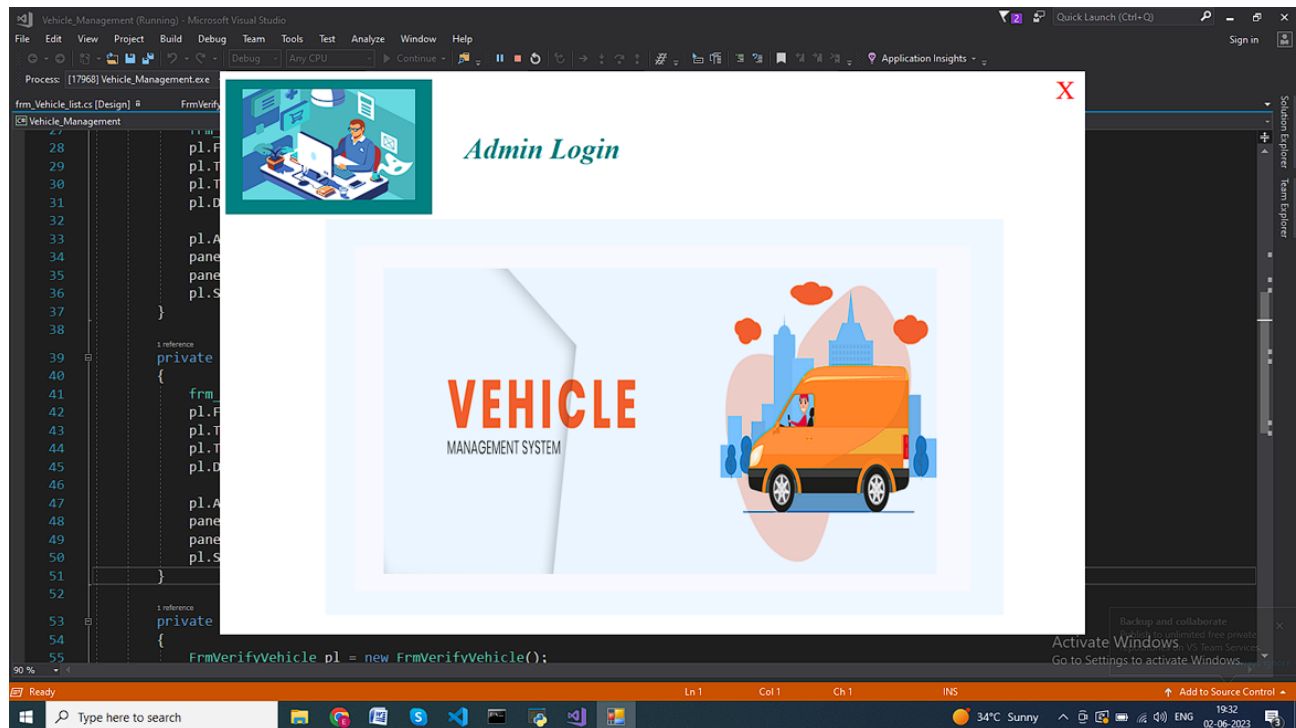 Vehicle_Management (Running) - Microsoft Visual Studio
2
Quick Launch (Ctrl+Q)
File Edit View Project Build Debug Team Tools Test Analyze Window Help
Sign in
Debug Any CPU Continue Application Insights
Process: [17968] Vehicle_Management.exe
X
frm_Vehicle_list.cs [Design] FrmVerify
Vehicle_Management
Solution Explorer
Team Explorer
Admin Login
27 frm_
28 pl.F
29 pl.T
30 pl.T
31 pl.D
32
33 pl.A
34 pane
35 pane
36 pl.S
37 }
38
1 reference
39 private
40 {
41 frm_
42 pl.F
43 pl.T
44 pl.T
45 pl.D
46
47 pl.A
48 pane
49 pane
50 pl.S
51 }
52
1 reference
53 private
54 {
55 FrmVerifyVehicle pl = new FrmVerifyVehicle();
VEHICLE
MANAGEMENT SYSTEM
Backup and collaborate
Activate Windows
Go to Settings to activate Windows.
90 %
Ready Ln 1 Col 1 Ch 1 INS Add to Source Control
Type here to search
34°C Sunny ENG 19:32
02-06-2023
3